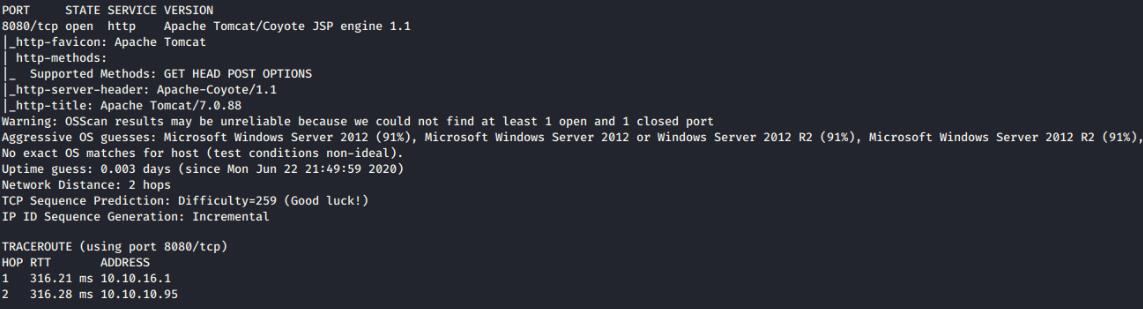 PORT     STATE SERVICE VERSION
8080/tcp open  http    Apache Tomcat/Coyote JSP engine 1.1
|_http-favicon: Apache Tomcat
| http-methods:
|_  Supported Methods: GET HEAD POST OPTIONS
|_http-server-header: Apache-Coyote/1.1
|_http-title: Apache Tomcat/7.0.88
Warning: OSScan results may be unreliable because we could not find at least 1 open and 1 closed port
Aggressive OS guesses: Microsoft Windows Server 2012 (91%), Microsoft Windows Server 2012 or Windows Server 2012 R2 (91%), Microsoft Windows Server 2012 R2 (91%),
No exact OS matches for host (test conditions non-ideal).
Uptime guess: 0.003 days (since Mon Jun 22 21:49:59 2020)
Network Distance: 2 hops
TCP Sequence Prediction: Difficulty=259 (Good luck!)
IP ID Sequence Generation: Incremental
TRACEROUTE (using port 8080/tcp)
HOP RTT       ADDRESS
1   316.21 ms 10.10.16.1
2   316.28 ms 10.10.10.95